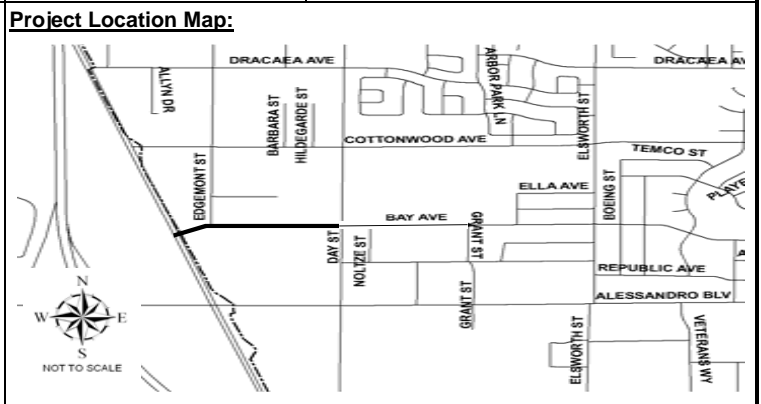 Project Location Map:
DRACAEA AVE
DRACAEA AV
ALLYN DR
BARBARA ST
HILDEGARDE ST
ARBOR PARK LN
ELSWORTH ST
COTTONWOOD AVE
TEMCO ST
EDGEMONT ST
ELLA AVE
BOEING ST
PLAYE
BAY AVE
GRANT ST
DAY ST
NOLTZE ST
A
REPUBLIC AVE
ALESSANDRO BLV
GRANT ST
ELSWORTH ST
VETERANS WY
N
W
E
S
NOT TO SCALE